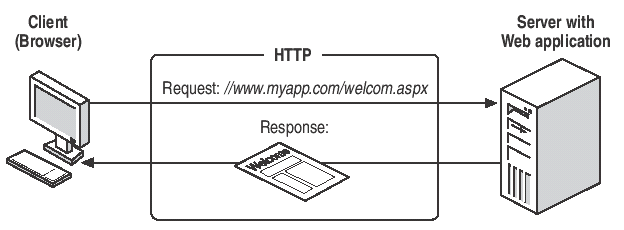 Client
(Browser)
HTTP
Server with
Web application
Request: //www.myapp.com/welcom.aspx
Response:
Welcome